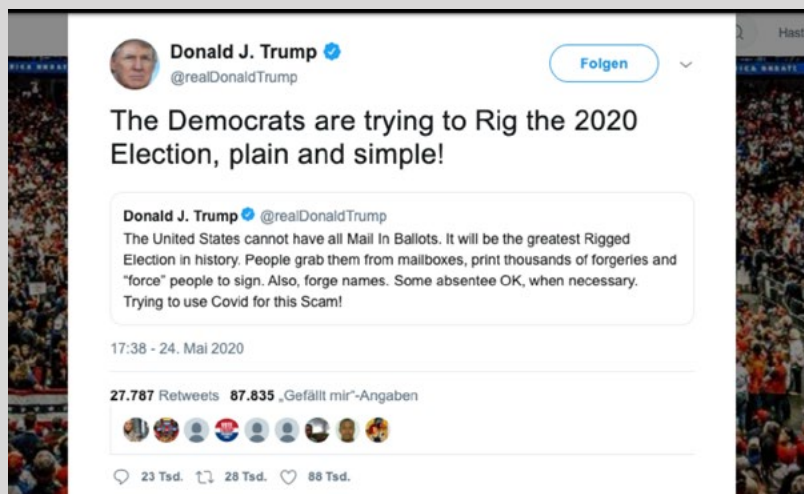 Hast
Donald J. Trump
@realDonaldTrump
Folgen
The Democrats are trying to Rig the 2020
Election, plain and simple!
Donald J. Trump @realDonaldTrump
The United States cannot have all Mail In Ballots. It will be the greatest Rigged
Election in history. People grab them from mailboxes, print thousands of forgeries and
"force" people to sign. Also, forge names. Some absentee OK, when necessary.
Trying to use Covid for this Scam!
17:38 - 24. Mai 2020
27.787 Retweets 87.835 „Gefällt mir“-Angaben
23 Tsd. 28 Tsd. 88 Tsd.